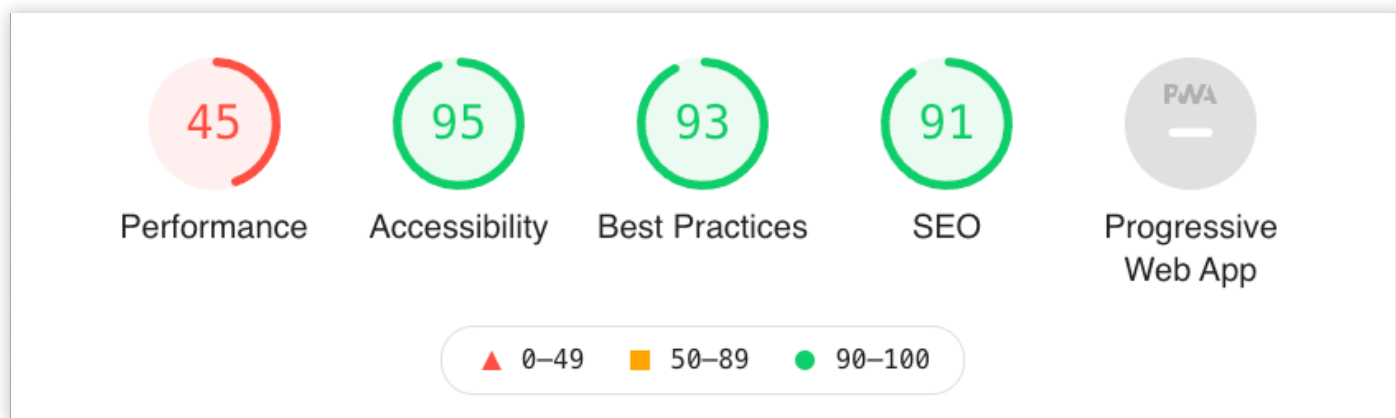 45 95 93 91 PWA
Performance Accessibility Best Practices SEO Progressive
Web App
0–49 50–89 90–100